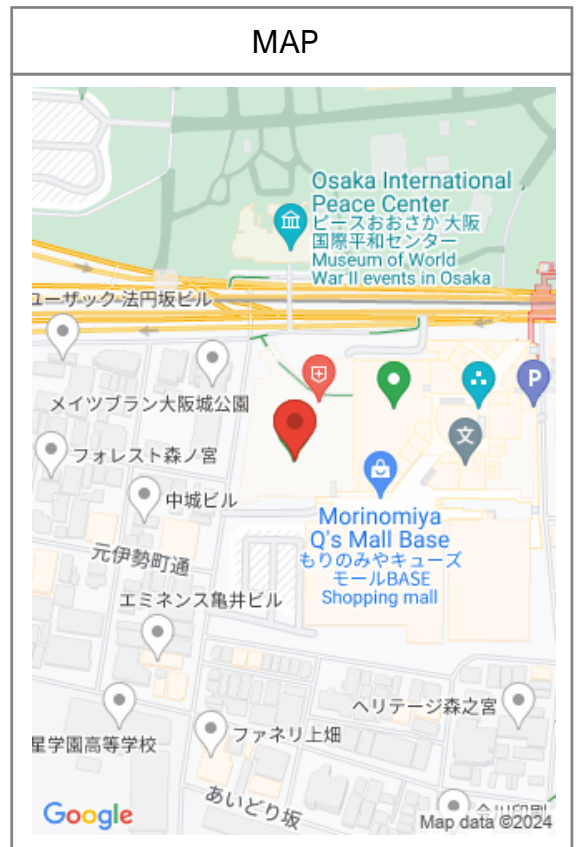 MAP
Osaka International
Peace Center
ピースおおさか 大阪
国際平和センター
Museum of World
War II events in Osaka
ューザック 法円坂ビル
メイツブラン大阪城公園
P
文
フォレスト森ノ宮
中城ビル
Morinomiya
Q's Mall Base
もりのみやキューズ
モールBASE
Shopping mall
元伊勢町通
エミネンス亀井ビル
ヘリテージ森之宮
ファネリ上畑
星学園高等学校
あいどり坂
Google
Map data ©2024